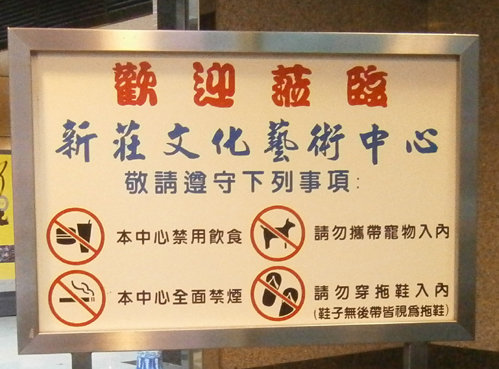 歡迎蒞臨
新莊文化藝術中心
敬請遵守下列事項:
本中心禁用飲食
請勿攜帶寵物入內
本中心全面禁煙
請勿穿拖鞋入內
(鞋子無後帶皆視為拖鞋)